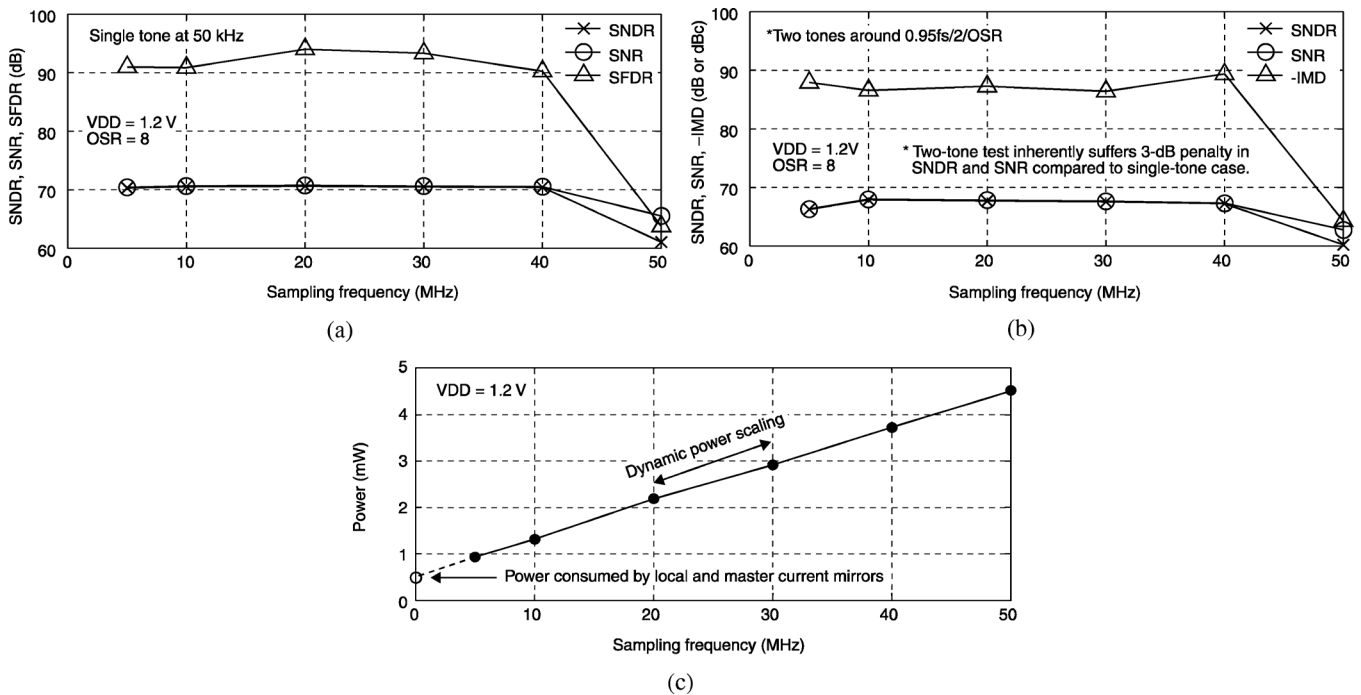 100
90
80
70
60
SNDR, SNR, SFDR (dB)
Single tone at 50 kHz
SNDR
SNR
SFDR
VDD = 1.2 V
OSR = 8
0 10 20 30 40 50
Sampling frequency (MHz)
(a)
100
90
80
70
60
SNDR, SNR, –IMD (dB or dBc)
*Two tones around 0.95fs/2/OSR
SNDR
SNR
-IMD
VDD = 1.2V
OSR = 8
* Two-tone test inherently suffers 3-dB penalty in
SNDR and SNR compared to single-tone case.
0 10 20 30 40 50
Sampling frequency (MHz)
(b)
5
4
3
2
1
0
Power (mW)
VDD = 1.2 V
Dynamic power scaling
Power consumed by local and master current mirrors
0 10 20 30 40 50
Sampling frequency (MHz)
(c)